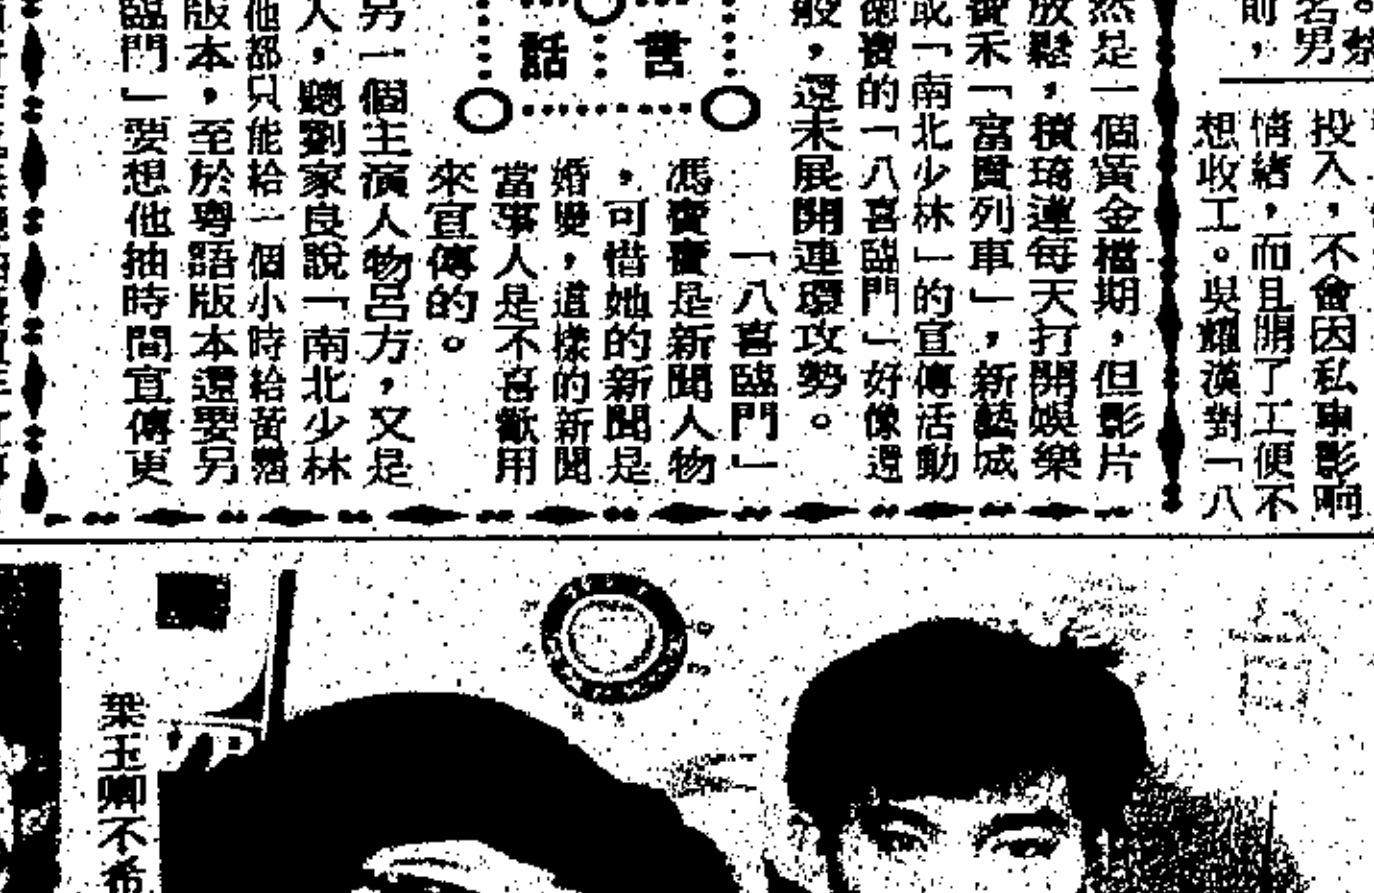 名男
前，
投入，不會因私事影响
情緒，而且開了工便不
想收工。吳耀漢對「八
然是一個黃金檔期，但影片
放鬆，積琦連每天打開娛樂
禾「富貴列車」，新藝城
或「南北少林」的宣傳活動
德寶的「八喜臨門」好像還
般，還未展開連環攻勢。
「八喜臨門」
馮寶寶是新聞人物
，可惜她的新聞是
婚變，這樣的新聞
當事人是不喜歡用
來宣傳的。
話
另一個主演人物呂方，又是
人，聽劉家良說「南北少林
他都只能給一個小時給黃霑
版本，至於粵語版本還要另
臨門」要想他抽時間宣傳更
葉玉卿不希